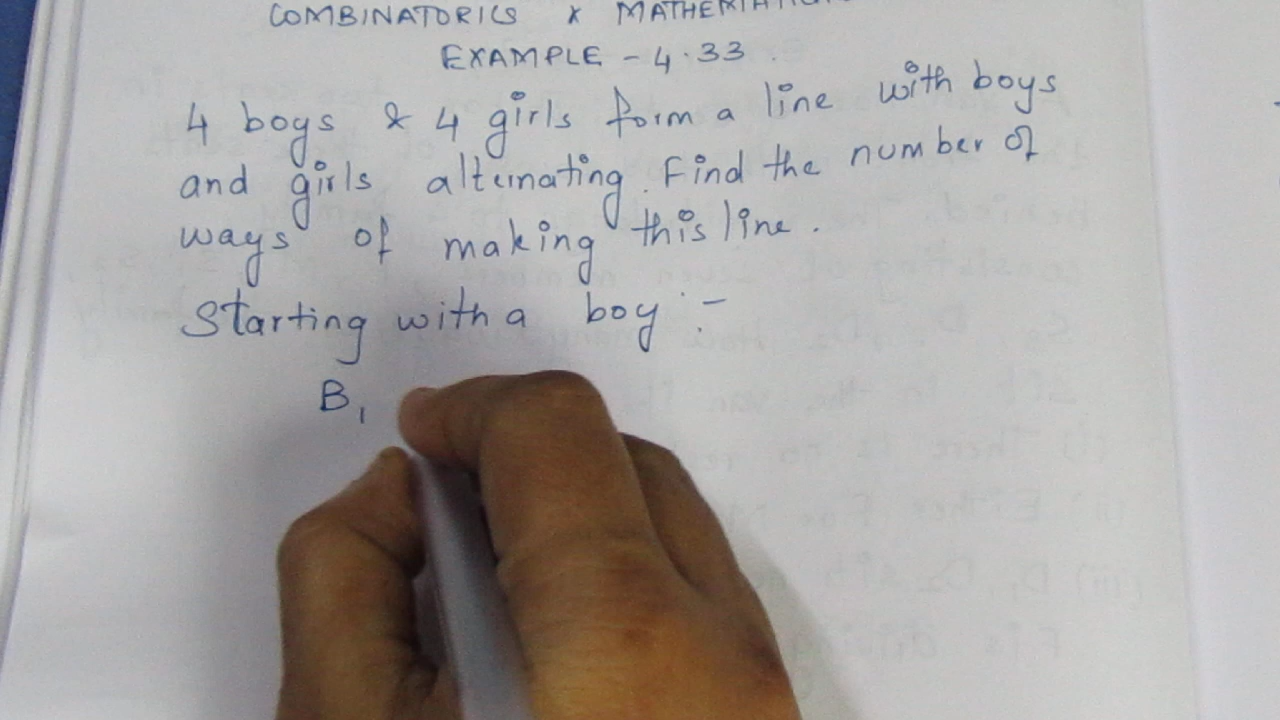 COMBINATORICS & MATHEMATICAL
EXAMPLE - 4.33
4 boys & 4 girls form a line with boys
and girls alternating. Find the number of
ways of making this line.
Starting with a boy :-
B1